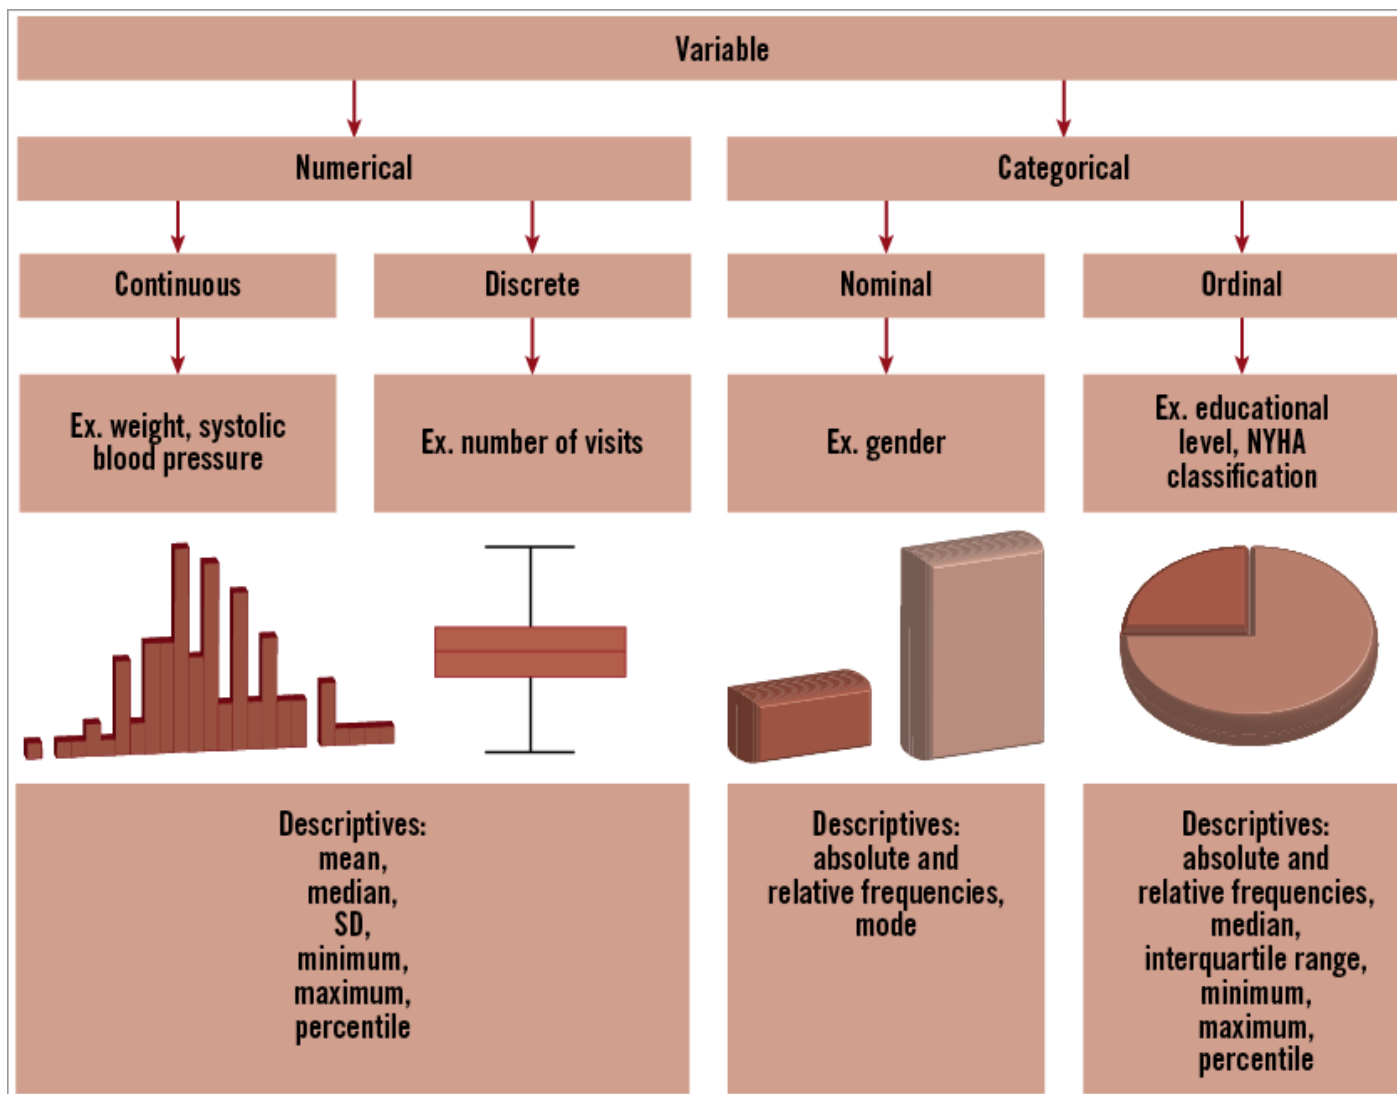 Variable
Numerical
Categorical
Continuous
Discrete
Nominal
Ordinal
Ex. weight, systolic
blood pressure
Ex. number of visits
Ex. gender
Ex. educational
level, NYHA
classification
Descriptives:
mean,
median,
SD,
minimum,
maximum,
percentile
Descriptives:
absolute and
relative frequencies,
mode
Descriptives:
absolute and
relative frequencies,
median,
interquartile range,
minimum,
maximum,
percentile